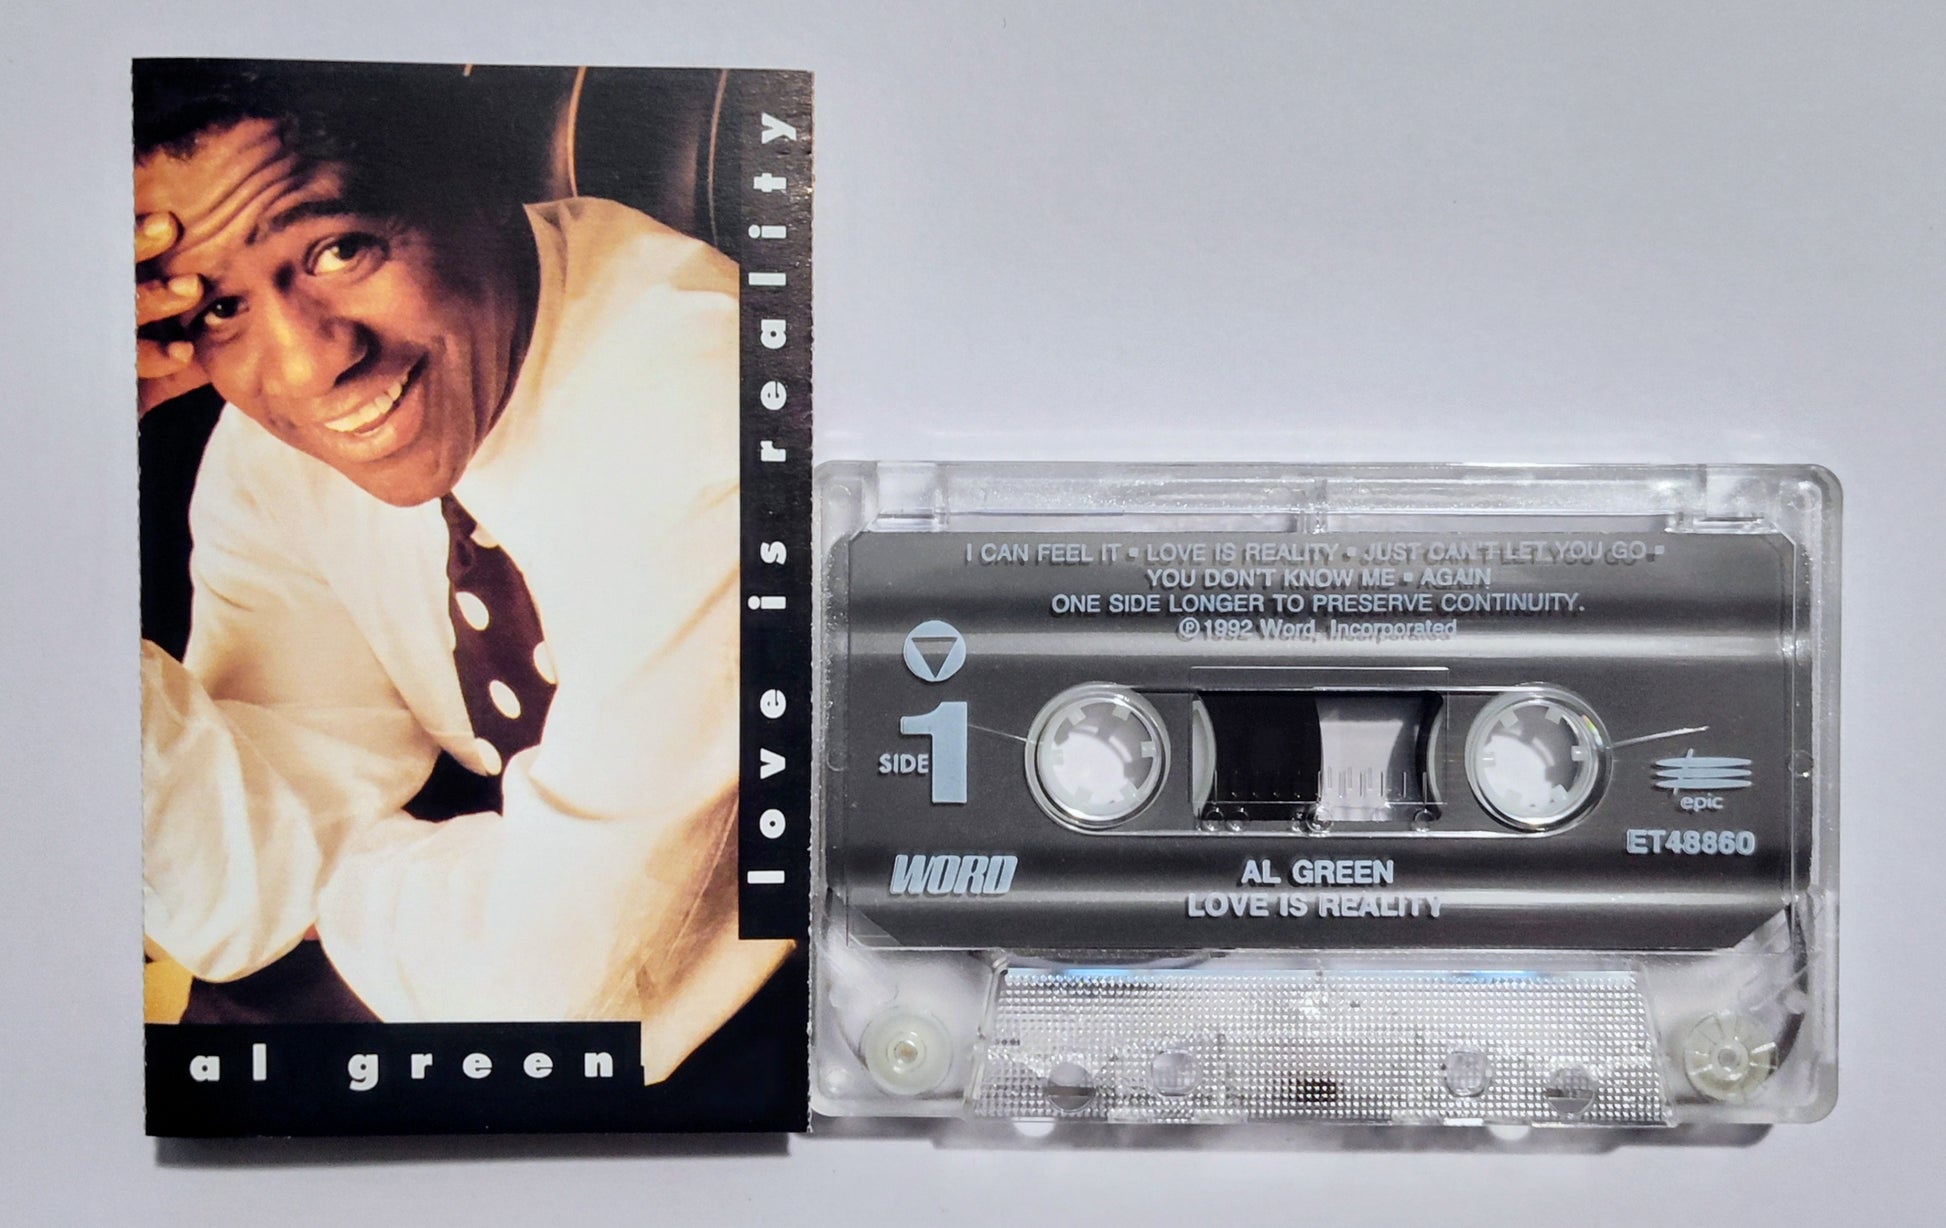 love is reality
al green
I CAN FEEL IT ▪ LOVE IS REALITY ▪ JUST CAN'T LET YOU GO ▪
YOU DON'T KNOW ME ▪ AGAIN
ONE SIDE LONGER TO PRESERVE CONTINUITY.
℗1992 Word, Incorporated
SIDE 1
epic
ET48860
WORD
AL GREEN
LOVE IS REALITY